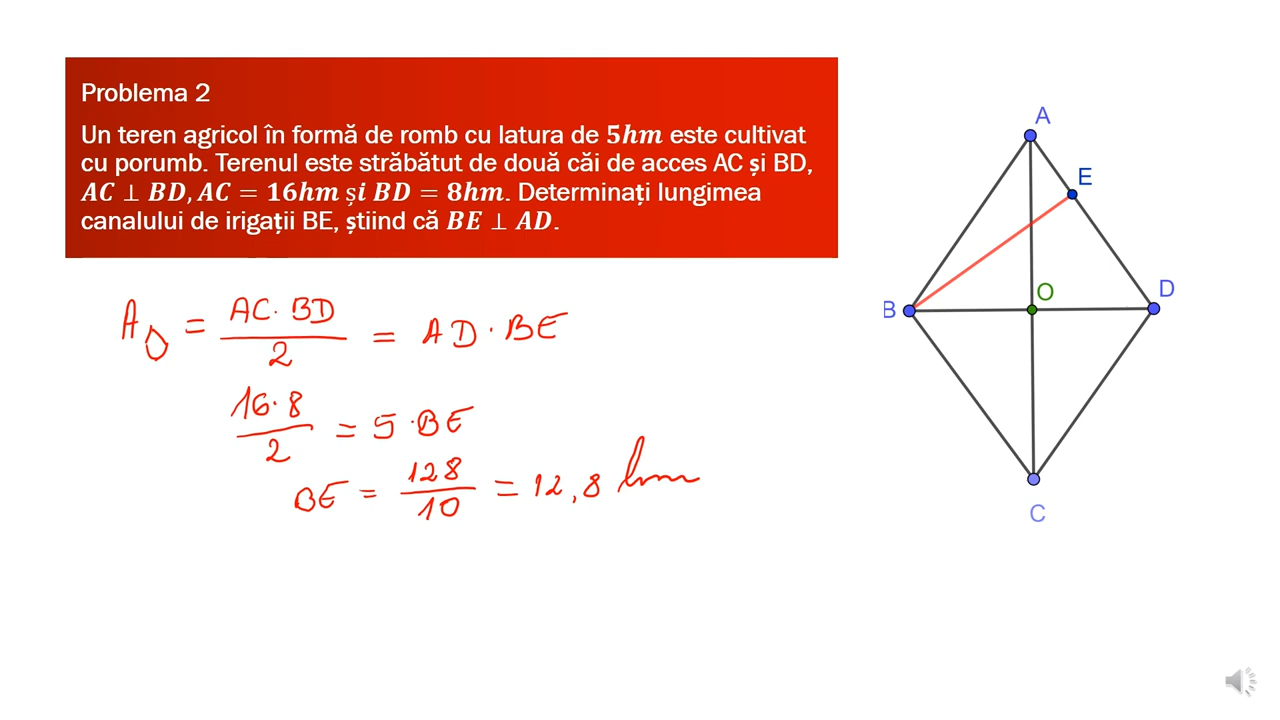 Problema 2
Un teren agricol în formă de romb cu latura de 5hm este cultivat
cu porumb. Terenul este străbătut de două căi de acces AC și BD,
AC ⊥ BD, AC = 16hm și BD = 8hm. Determinați lungimea
canalului de irigații BE, știind că BE ⊥ AD.
A◊ = AC · BD / 2 = AD · BE
16 · 8 / 2 = 5 · BE
BE = 128 / 10 = 12,8 hm
A
E
B
O
D
C